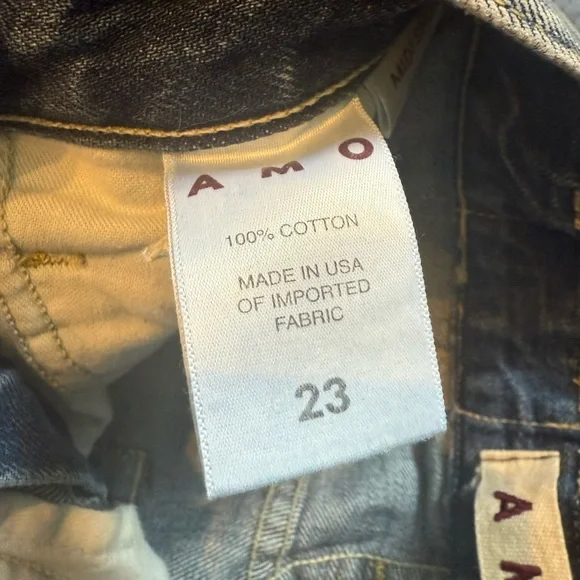 AMO
100% COTTON
MADE IN USA
OF IMPORTED
FABRIC
23
A